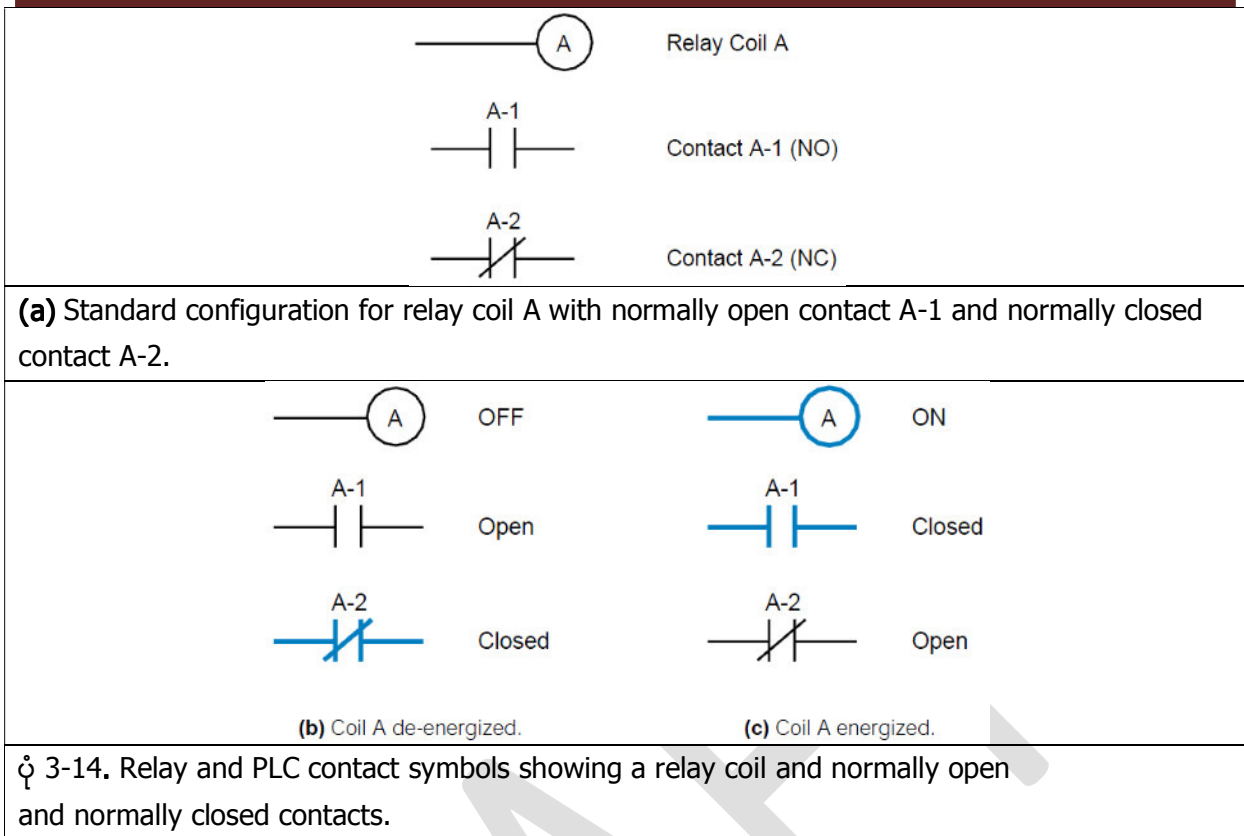 A Relay Coil A
A-1
Contact A-1 (NO)
A-2
Contact A-2 (NC)
(a) Standard configuration for relay coil A with normally open contact A-1 and normally closed
contact A-2.
A OFF
A-1
Open
A-2
Closed
(b) Coil A de-energized.
A ON
A-1
Closed
A-2
Open
(c) Coil A energized.
3-14. Relay and PLC contact symbols showing a relay coil and normally open
and normally closed contacts.